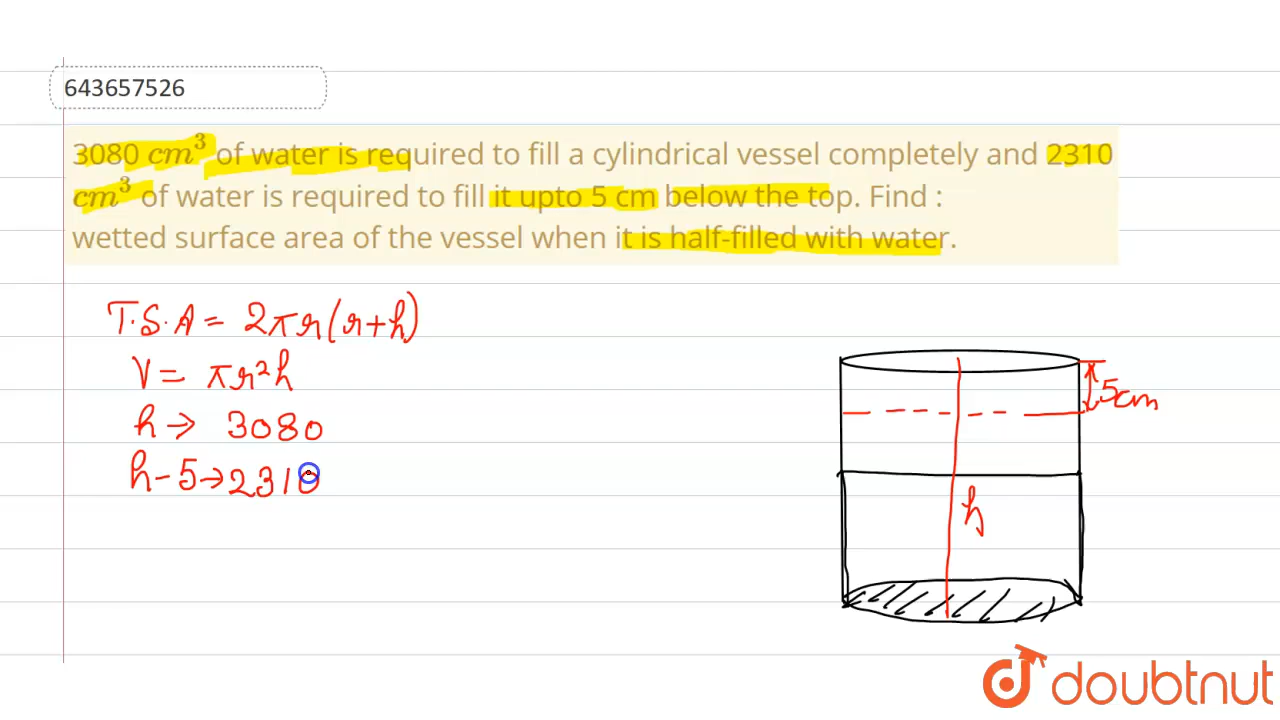 643657526
3080 cm³ of water is required to fill a cylindrical vessel completely and 2310
cm³ of water is required to fill it upto 5 cm below the top. Find :
wetted surface area of the vessel when it is half-filled with water.
T.S.A = 2πr(r+h)
V = πr²h
h → 3080
h-5→2310
5cm
h
doubtnut